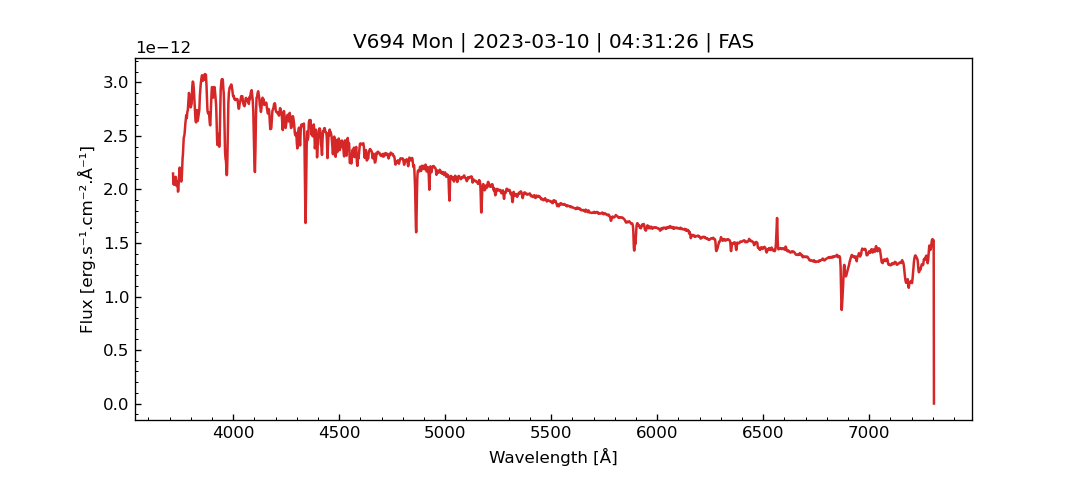 V694 Mon | 2023-03-10 | 04:31:26 | FAS
1e−12
3.0
2.5
2.0
1.5
1.0
0.5
0.0
Flux [erg.s⁻¹.cm⁻².Å⁻¹]
4000 4500 5000 5500 6000 6500 7000
Wavelength [Å]